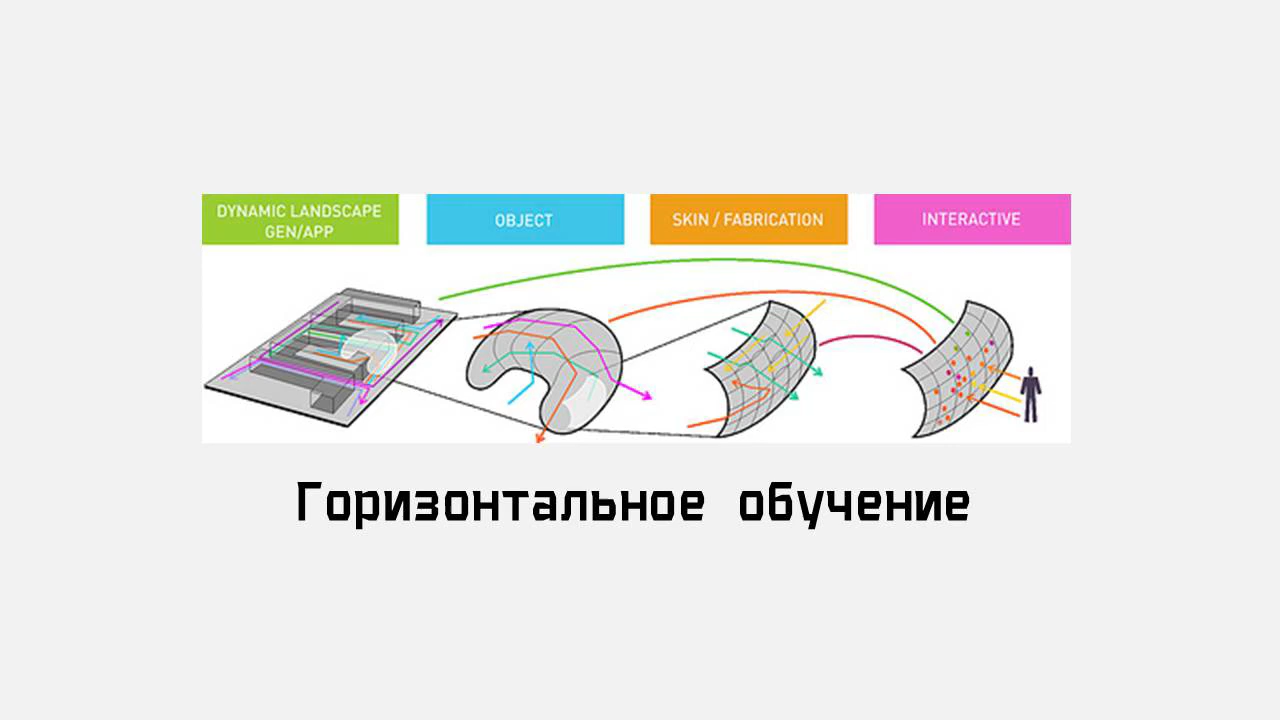 DYNAMIC LANDSCAPE
GEN/APP
OBJECT
SKIN / FABRICATION
INTERACTIVE
Горизонтальное обучение